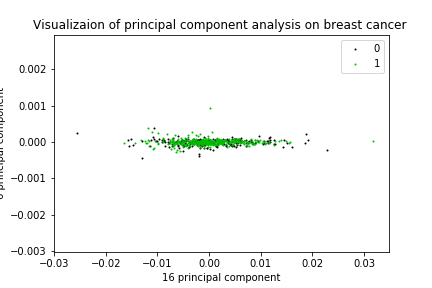 Visualizaion of principal component analysis on breast cancer
0
1
0.002
0.001
0.000
−0.001
−0.002
−0.003
principal component
−0.03 −0.02 −0.01 0.00 0.01 0.02 0.03
16 principal component